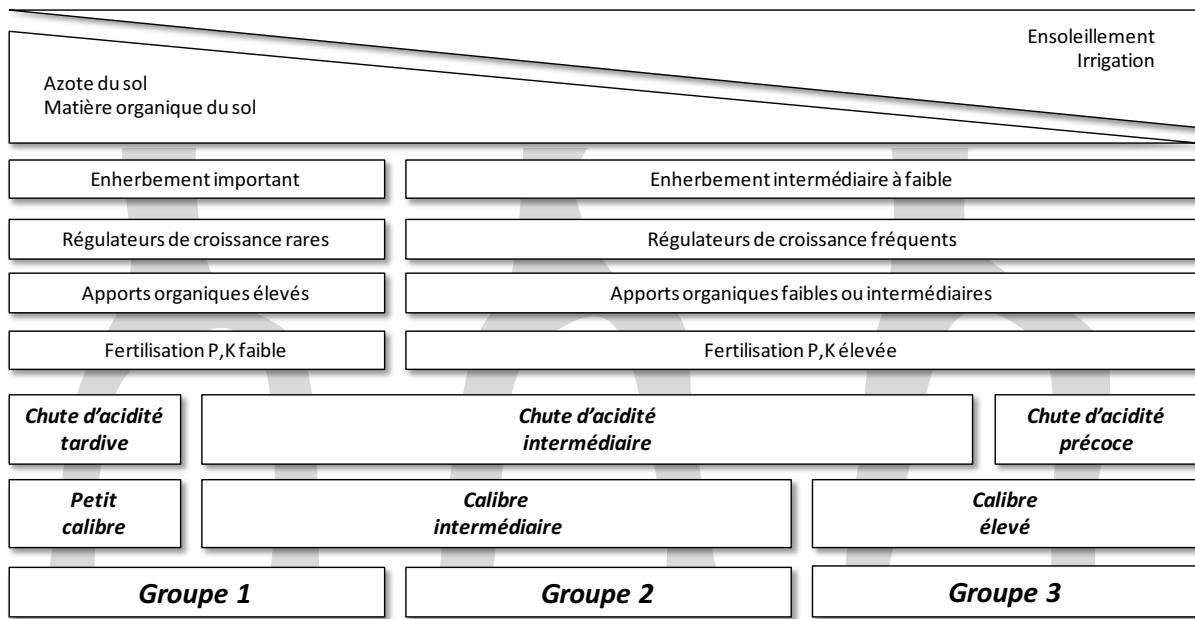 Ensoleillement
Irrigation
Azote du sol
Matière organique du sol
Enherbement important
Enherbement intermédiaire à faible
Régulateurs de croissance rares
Régulateurs de croissance fréquents
Apports organiques élevés
Apports organiques faibles ou intermédiaires
Fertilisation P,K faible
Fertilisation P,K élevée
Chute d'acidité
tardive
Chute d'acidité
intermédiaire
Chute d'acidité
précoce
Petit
calibre
Calibre
intermédiaire
Calibre
élevé
Groupe 1
Groupe 2
Groupe 3